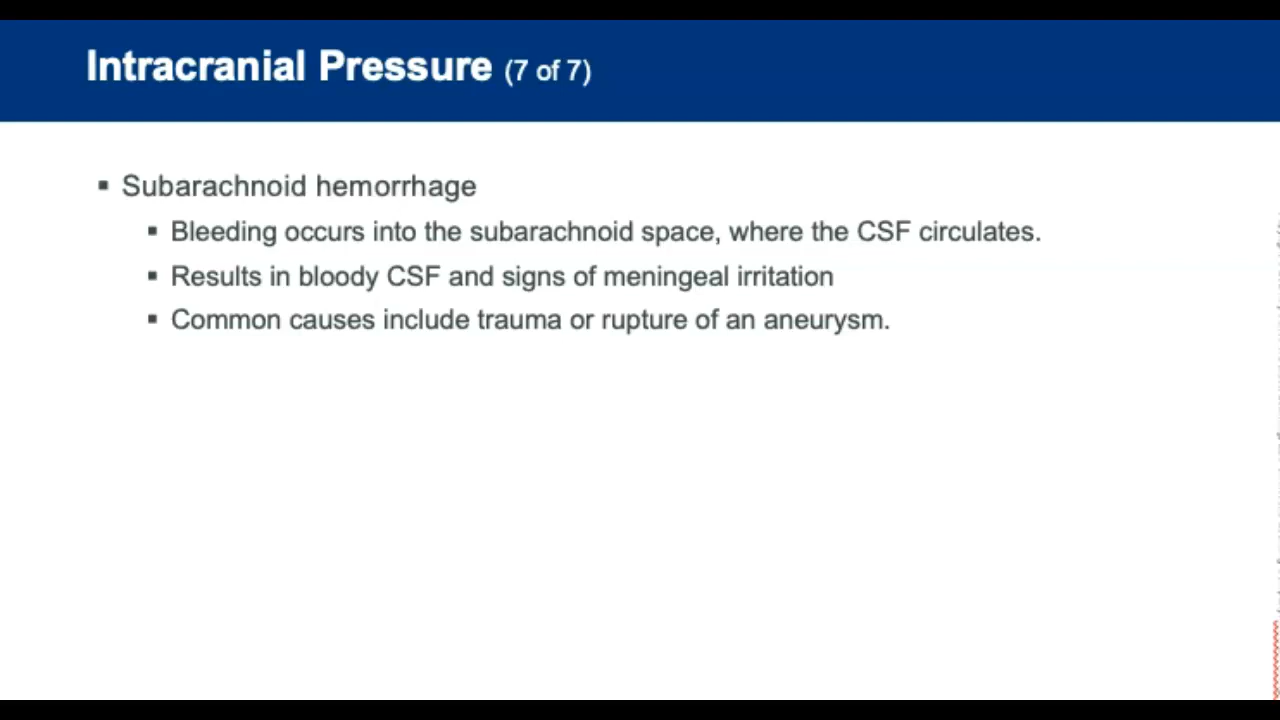 Intracranial Pressure (7 of 7)
▪ Subarachnoid hemorrhage
▪ Bleeding occurs into the subarachnoid space, where the CSF circulates.
▪ Results in bloody CSF and signs of meningeal irritation
▪ Common causes include trauma or rupture of an aneurysm.